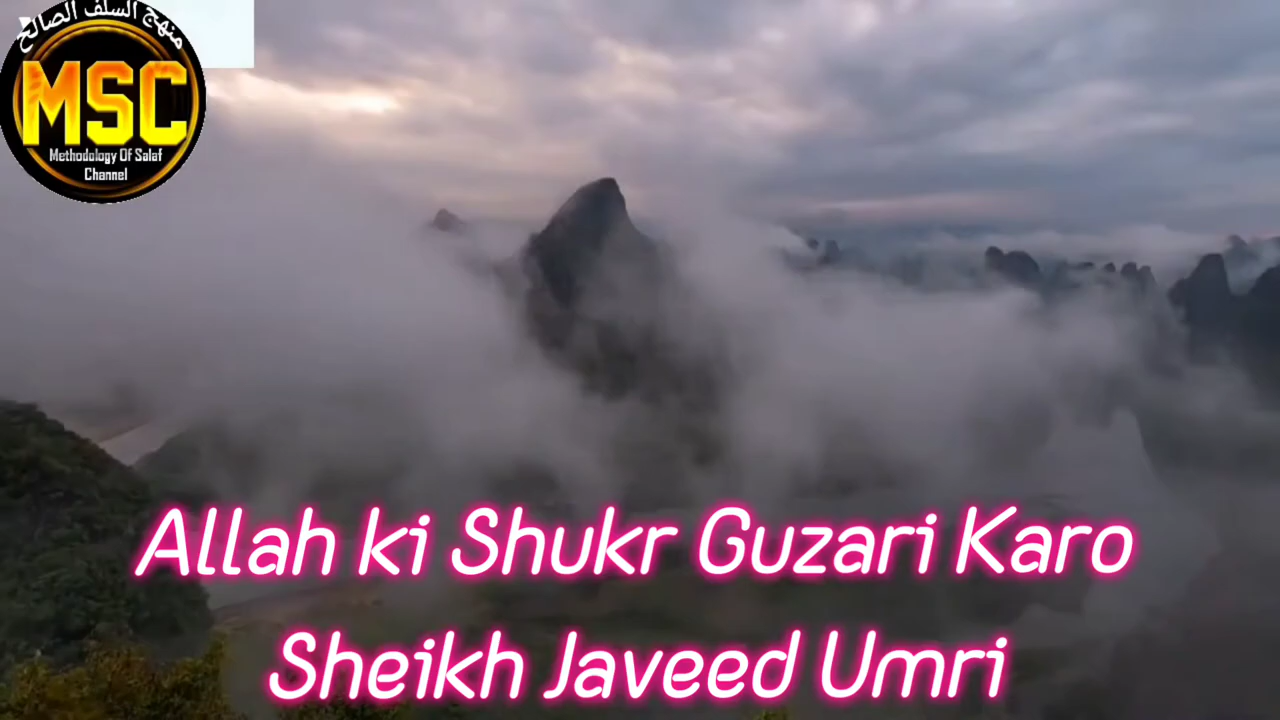 منهج السلف الصالح
MSC
Methodology Of Salaf
Channel
Allah ki Shukr Guzari Karo
Sheikh Javeed Umri